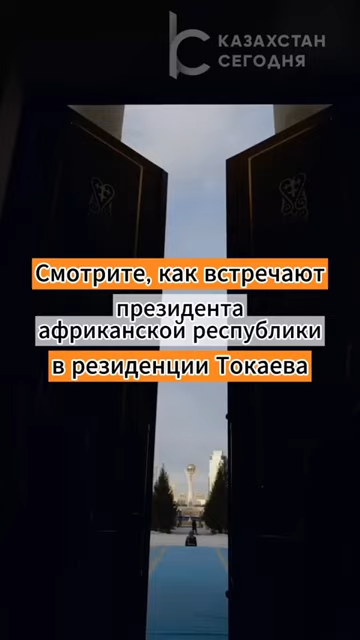 КАЗАХСТАН
СЕГОДНЯ
Смотрите, как встречают
президента
африканской республики
в резиденции Токаева